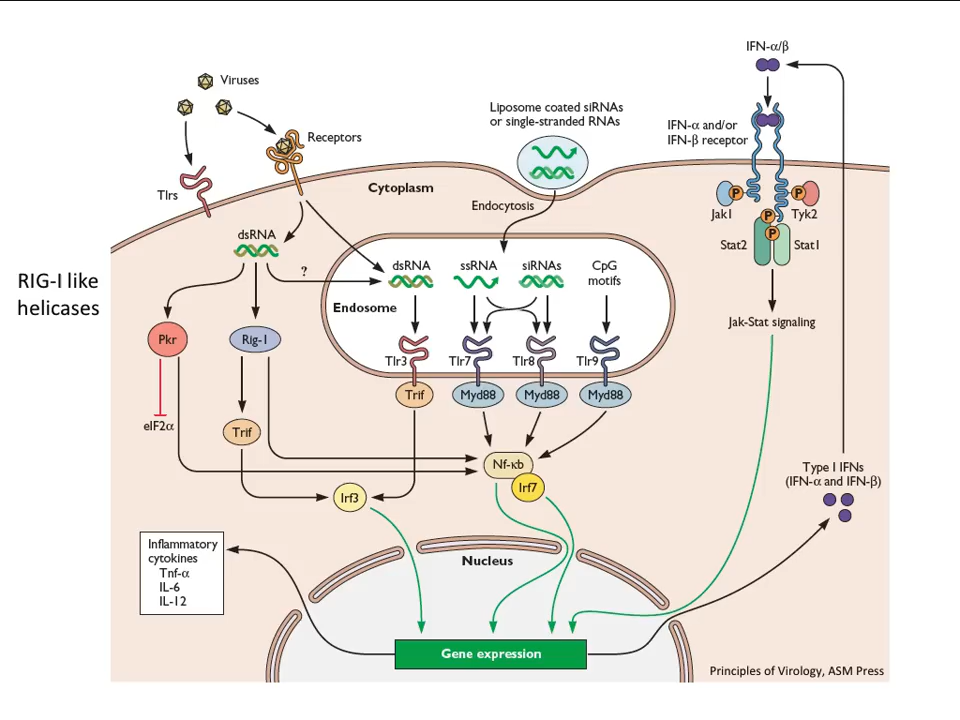 IFN-α/β
Viruses
Liposome coated siRNAs
or single-stranded RNAs
IFN-α and/or
IFN-β receptor
Receptors
Tlrs
Cytoplasm
P
P
Endocytosis
Jak1
P
Tyk2
P
Stat2
Stat1
dsRNA
?
dsRNA
ssRNA
siRNAs
CpG
motifs
RIG-I like
helicases
Endosome
Jak-Stat signaling
Pkr
Rig-1
Tlr3
Tlr7
Tlr8
Tlr9
Trif
Myd88
Myd88
Myd88
eIF2α
Trif
Nf-κb
Irf7
Irf3
Type I IFNs
(IFN-α and IFN-β)
Inflammatory
cytokines
Tnf-α
IL-6
IL-12
Nucleus
Gene expression
Principles of Virology, ASM Press